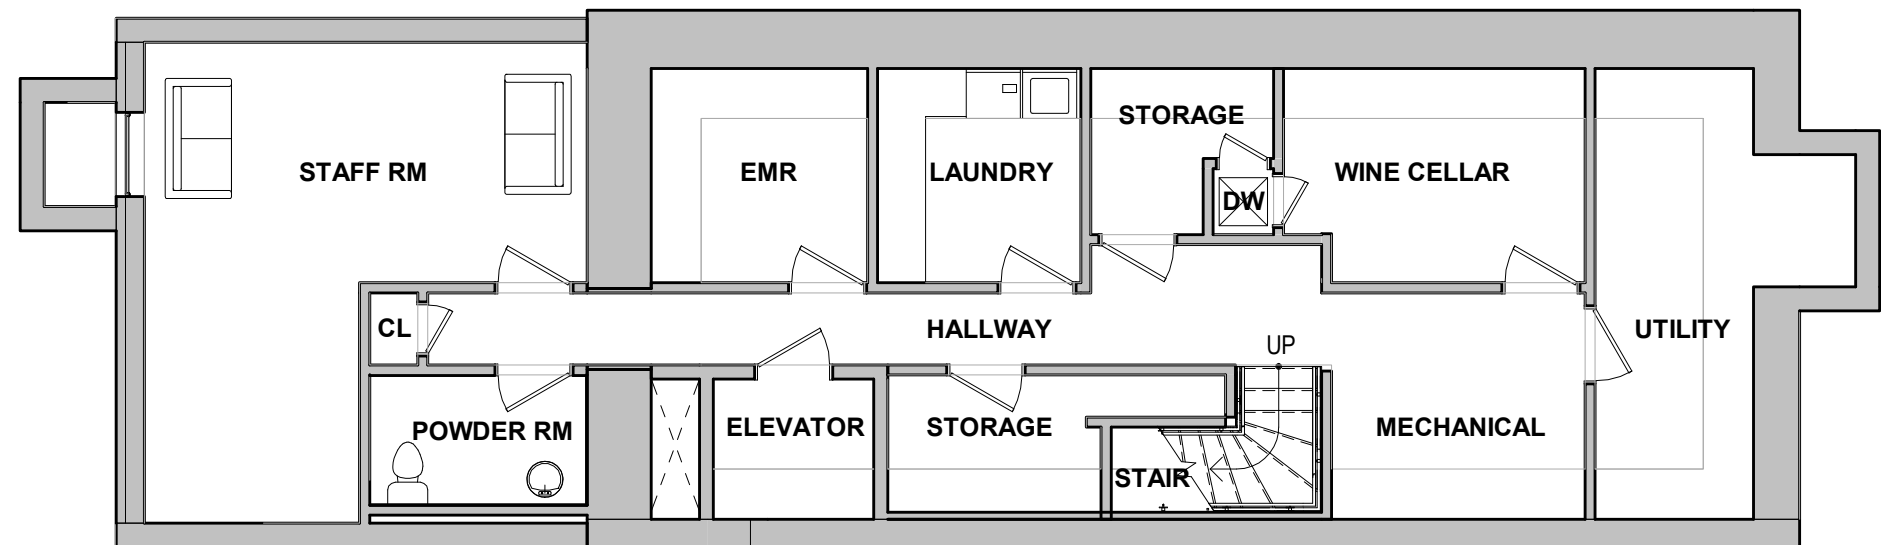 STORAGE
STAFF RM
EMR
LAUNDRY
WINE CELLAR
DW
CL
HALLWAY
UP
UTILITY
POWDER RM
ELEVATOR
STORAGE
MECHANICAL
STAIR